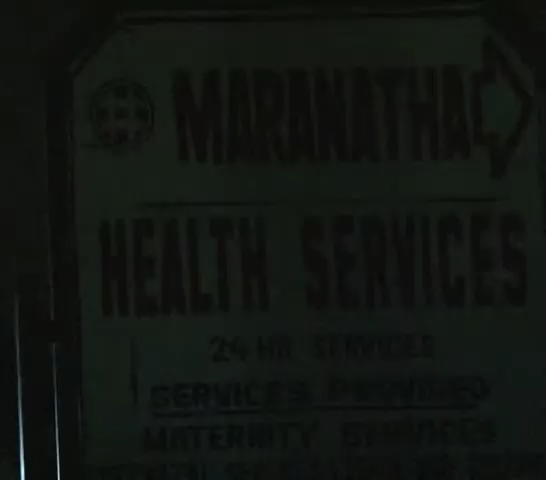 MARANATHA
HEALTH SERVICES
24 HR SERVICES
SERVICES PROVIDED
MATERNITY SERVICES